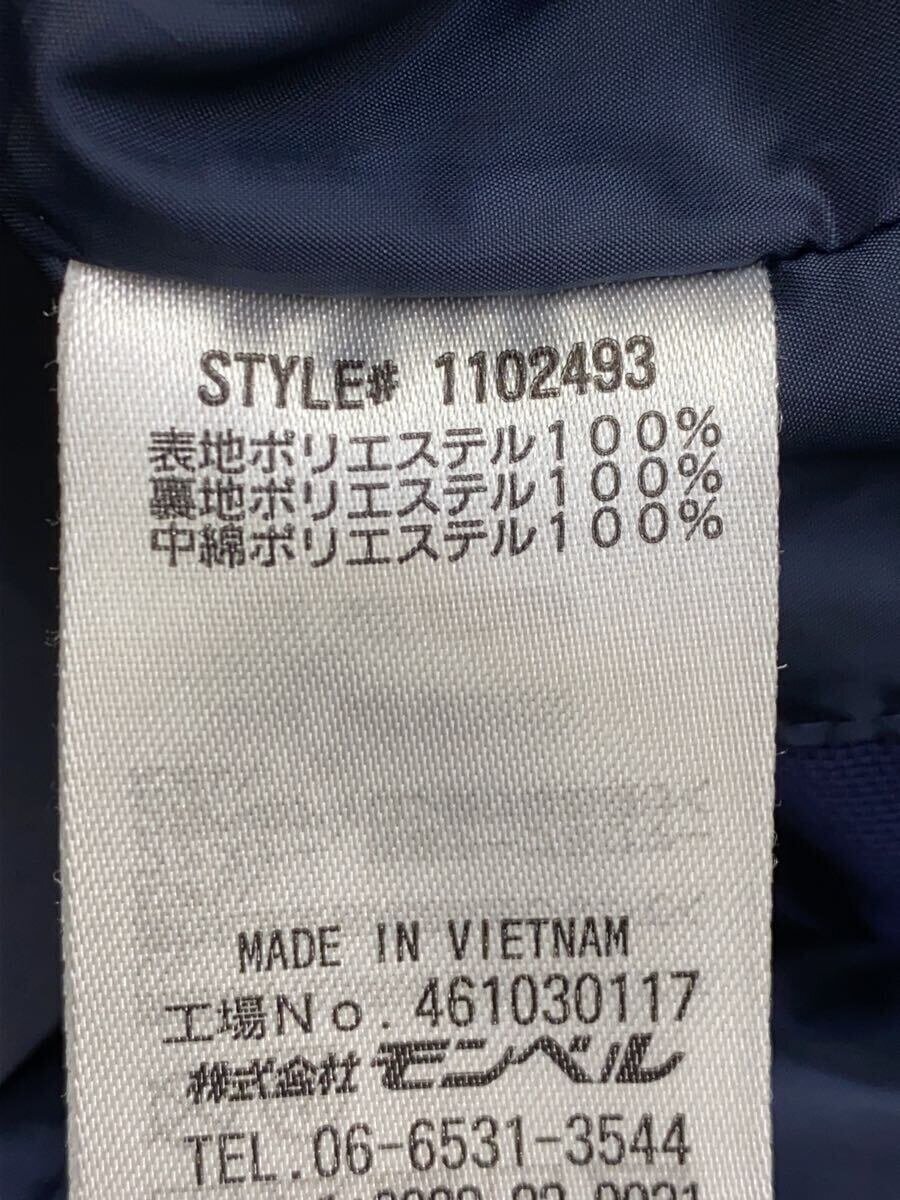 STYLE# 1102493
表地ポリエステル100%
裏地ポリエステル100%
中綿ポリエステル100%
MADE IN VIETNAM
工場No. 461030117
株式会社 モンベル
TEL. 06-6531-3544